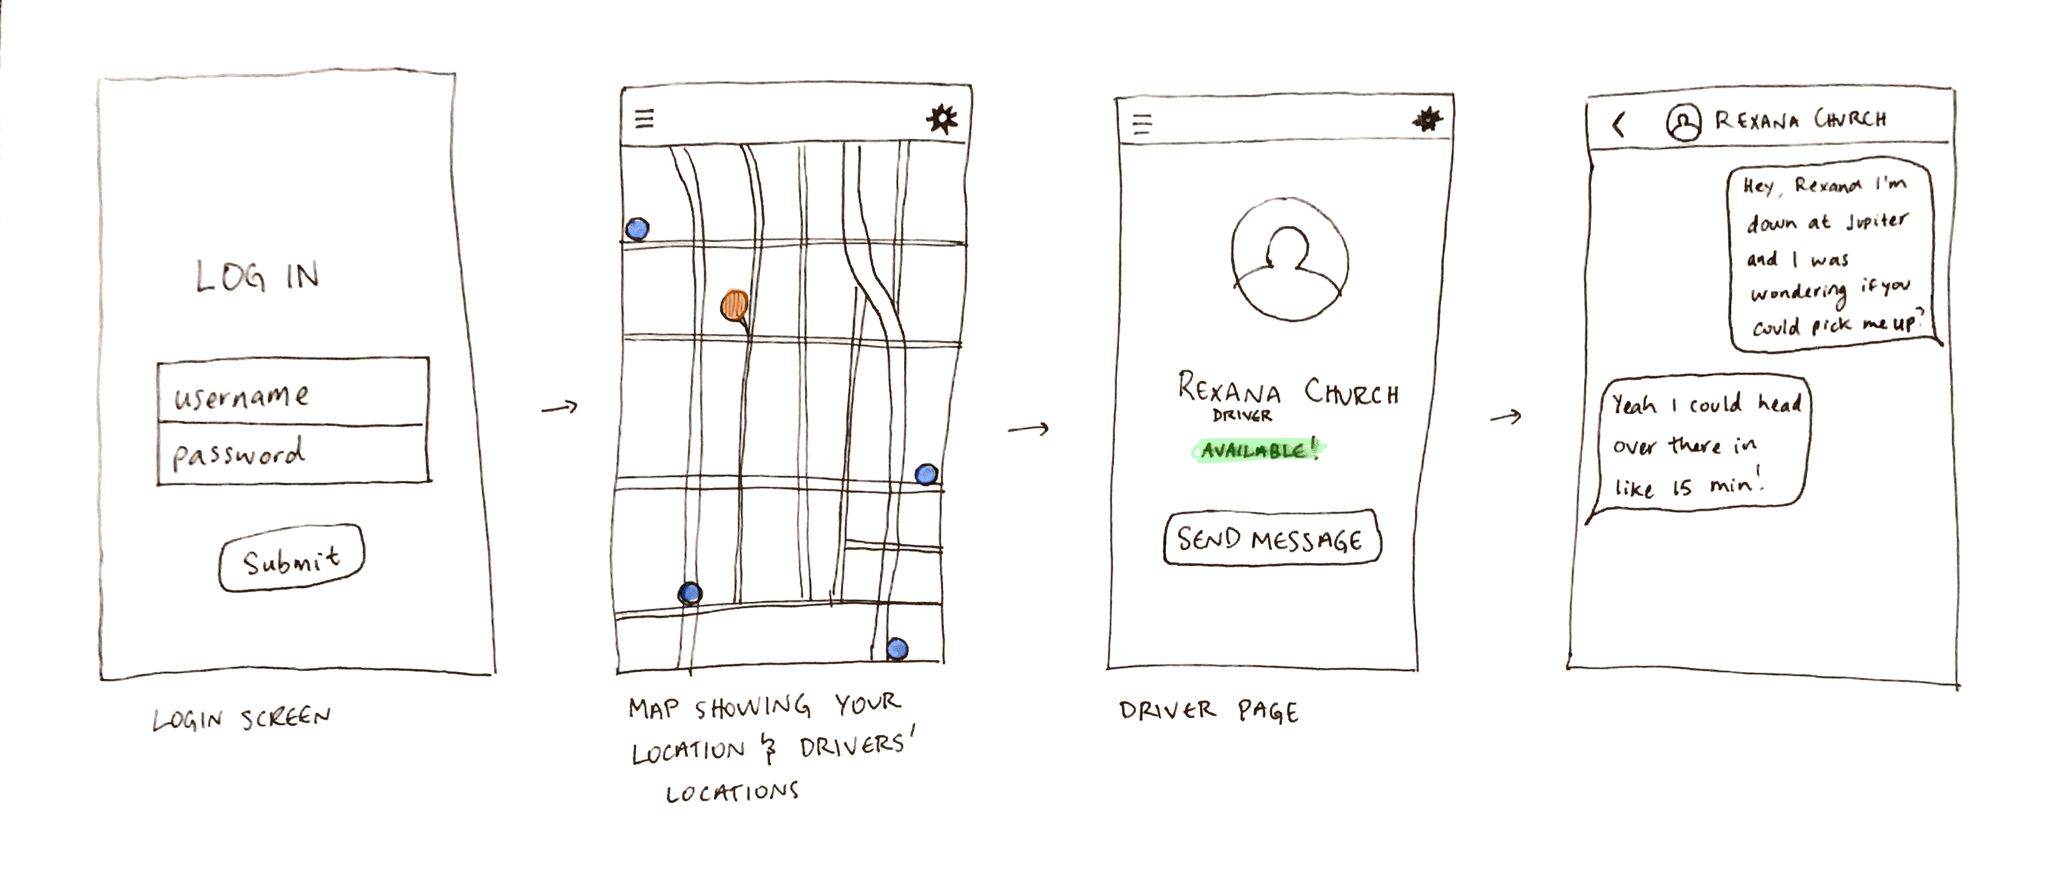 LOG IN
username
password
Submit
LOGIN SCREEN
MAP SHOWING YOUR
LOCATION & DRIVERS'
LOCATIONS
REXANA CHURCH
DRIVER
AVAILABLE!
SEND MESSAGE
DRIVER PAGE
REXANA CHURCH
Hey, Rexana I'm
down at Jupiter
and I was
wondering if you
could pick me up?
Yeah I could head
over there in
like 15 min!